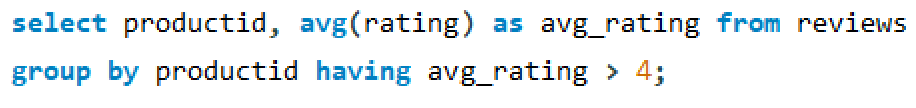 select productid, avg(rating) as avg_rating from reviews
group by productid having avg_rating > 4;